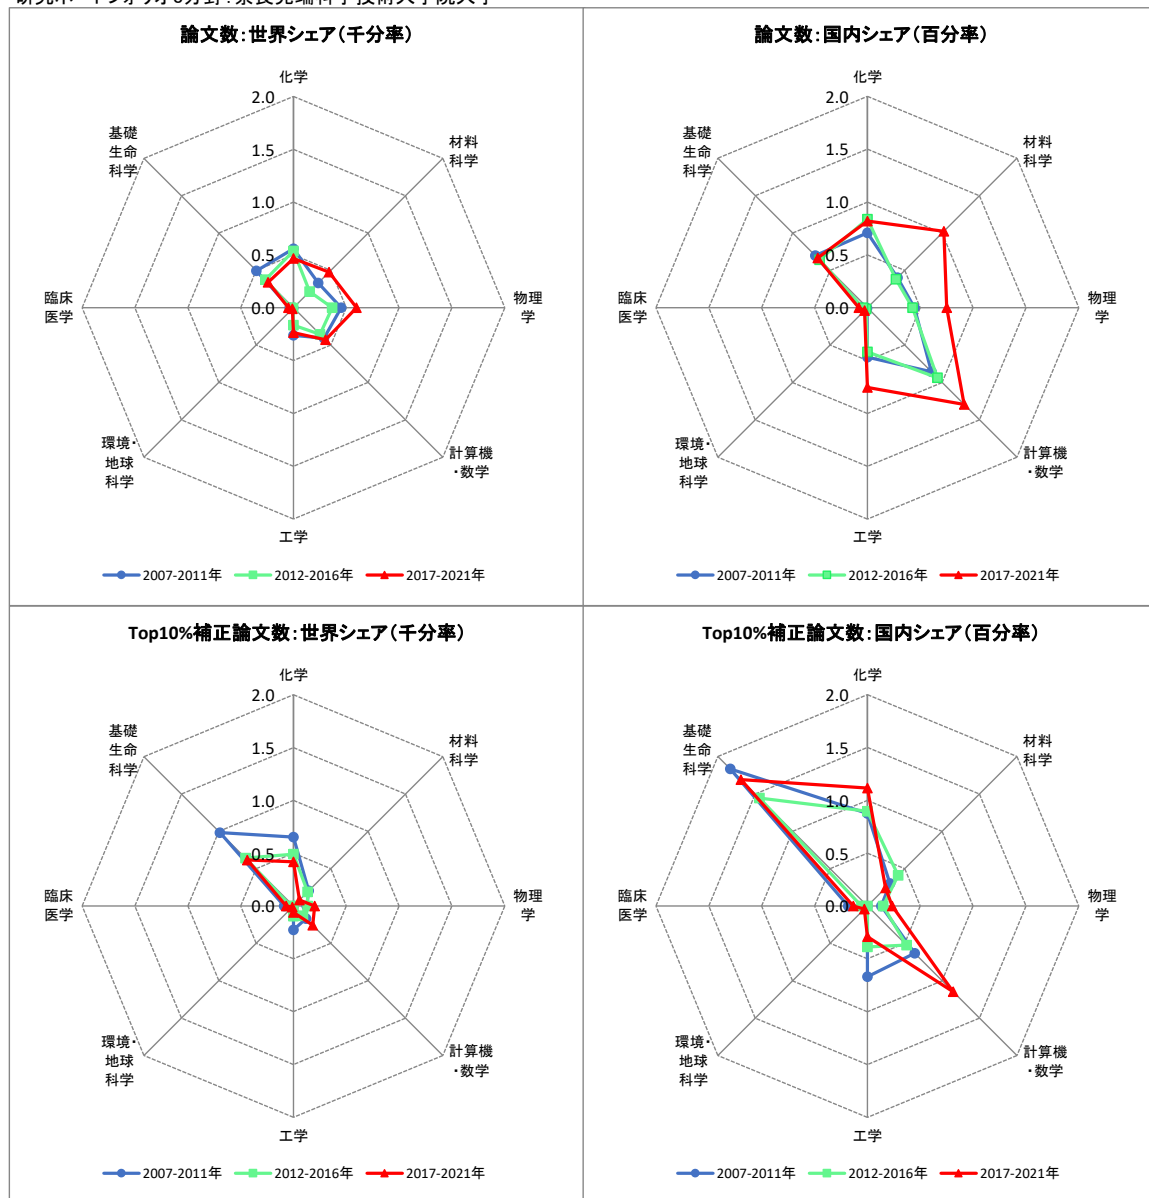 論文数:世界シェア(千分率)
化学
2.0
1.5
1.0
0.5
0.0
材料
科学
物理
学
計算機
・数学
工学
環境・
地球
科学
臨床
医学
基礎
生命
科学
2007-2011年
2012-2016年
2017-2021年
論文数:国内シェア(百分率)
化学
2.0
1.5
1.0
0.5
0.0
材料
科学
物理
学
計算機
・数学
工学
環境・
地球
科学
臨床
医学
基礎
生命
科学
2007-2011年
2012-2016年
2017-2021年
Top10%補正論文数:世界シェア(千分率)
化学
2.0
1.5
1.0
0.5
0.0
材料
科学
物理
学
計算機
・数学
工学
環境・
地球
科学
臨床
医学
基礎
生命
科学
2007-2011年
2012-2016年
2017-2021年
Top10%補正論文数:国内シェア(百分率)
化学
2.0
1.5
1.0
0.5
0.0
材料
科学
物理
学
計算機
・数学
工学
環境・
地球
科学
臨床
医学
基礎
生命
科学
2007-2011年
2012-2016年
2017-2021年